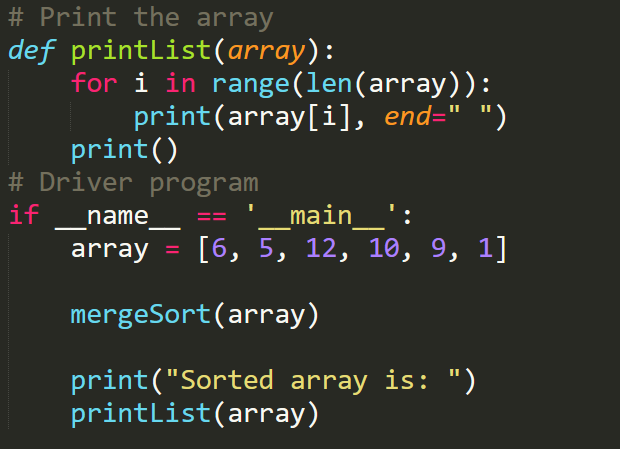 # Print the array
def printList(array):
    for i in range(len(array)):
        print(array[i], end=" ")
    print()
# Driver program
if __name__ == '__main__':
    array = [6, 5, 12, 10, 9, 1]
    mergeSort(array)
    print("Sorted array is: ")
    printList(array)